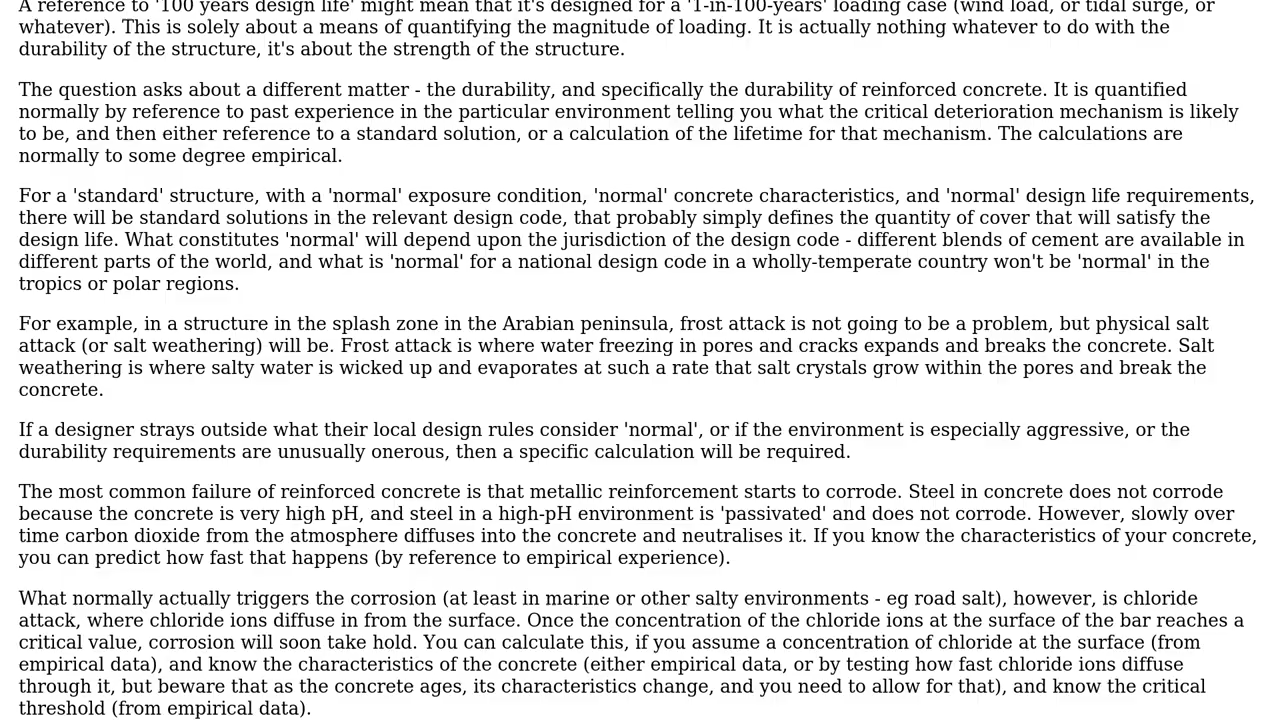 A reference to '100 years design life' might mean that it's designed for a '1-in-100-years' loading case (wind load, or tidal surge, or
whatever). This is solely about a means of quantifying the magnitude of loading. It is actually nothing whatever to do with the
durability of the structure, it's about the strength of the structure.
The question asks about a different matter - the durability, and specifically the durability of reinforced concrete. It is quantified
normally by reference to past experience in the particular environment telling you what the critical deterioration mechanism is likely
to be, and then either reference to a standard solution, or a calculation of the lifetime for that mechanism. The calculations are
normally to some degree empirical.
For a 'standard' structure, with a 'normal' exposure condition, 'normal' concrete characteristics, and 'normal' design life requirements,
there will be standard solutions in the relevant design code, that probably simply defines the quantity of cover that will satisfy the
design life. What constitutes 'normal' will depend upon the jurisdiction of the design code - different blends of cement are available in
different parts of the world, and what is 'normal' for a national design code in a wholly-temperate country won't be 'normal' in the
tropics or polar regions.
For example, in a structure in the splash zone in the Arabian peninsula, frost attack is not going to be a problem, but physical salt
attack (or salt weathering) will be. Frost attack is where water freezing in pores and cracks expands and breaks the concrete. Salt
weathering is where salty water is wicked up and evaporates at such a rate that salt crystals grow within the pores and break the
concrete.
If a designer strays outside what their local design rules consider 'normal', or if the environment is especially aggressive, or the
durability requirements are unusually onerous, then a specific calculation will be required.
The most common failure of reinforced concrete is that metallic reinforcement starts to corrode. Steel in concrete does not corrode
because the concrete is very high pH, and steel in a high-pH environment is 'passivated' and does not corrode. However, slowly over
time carbon dioxide from the atmosphere diffuses into the concrete and neutralises it. If you know the characteristics of your concrete,
you can predict how fast that happens (by reference to empirical experience).
What normally actually triggers the corrosion (at least in marine or other salty environments - eg road salt), however, is chloride
attack, where chloride ions diffuse in from the surface. Once the concentration of the chloride ions at the surface of the bar reaches a
critical value, corrosion will soon take hold. You can calculate this, if you assume a concentration of chloride at the surface (from
empirical data), and know the characteristics of the concrete (either empirical data, or by testing how fast chloride ions diffuse
through it, but beware that as the concrete ages, its characteristics change, and you need to allow for that), and know the critical
threshold (from empirical data).